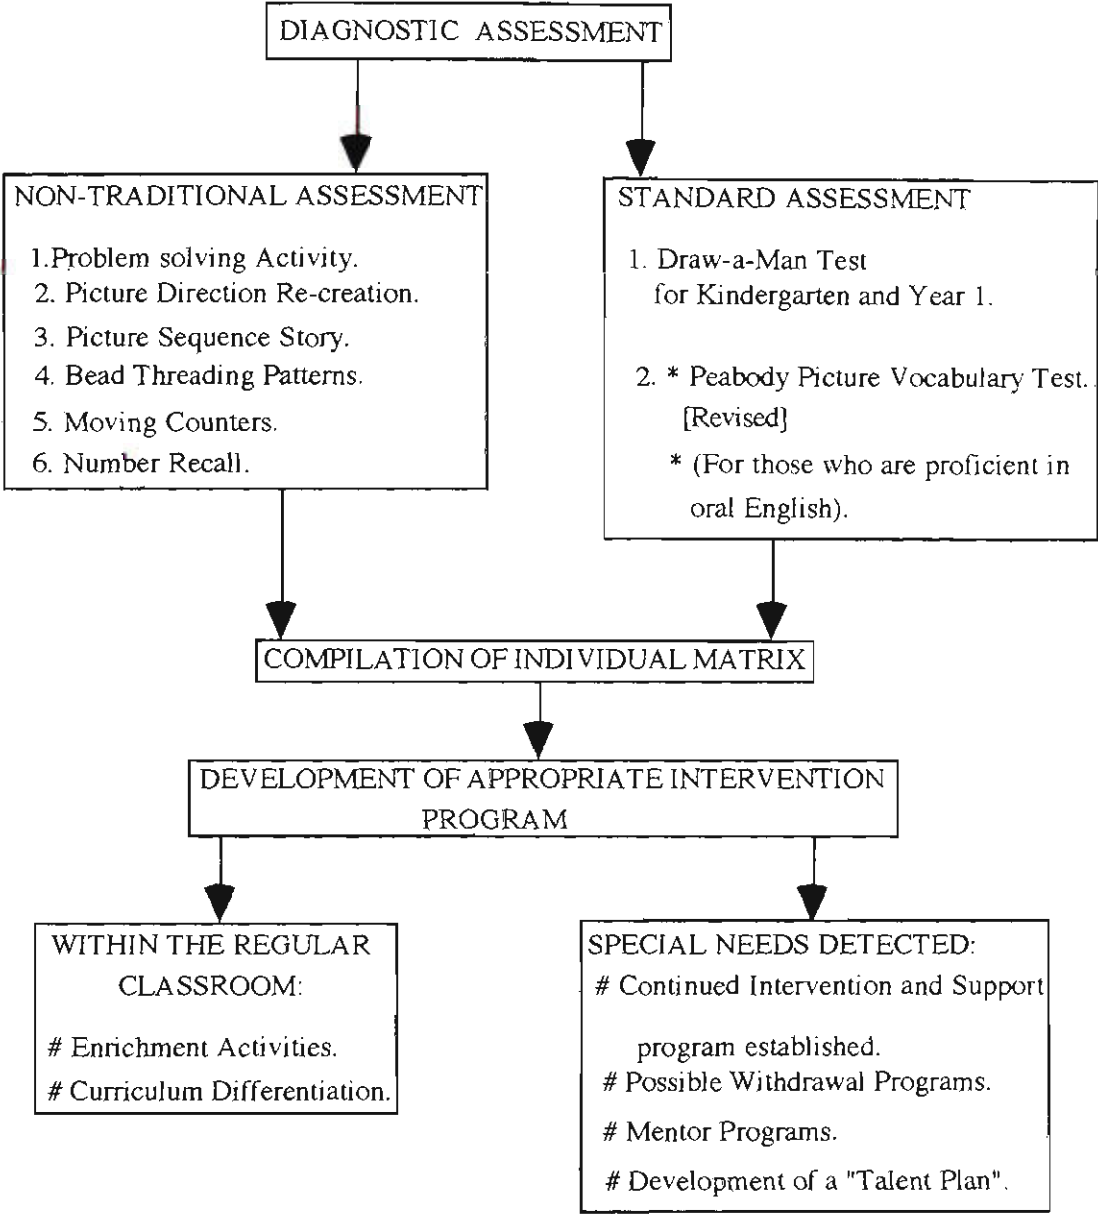 DIAGNOSTIC ASSESSMENT
NON-TRADITIONAL ASSESSMENT
1.Problem solving Activity.
2. Picture Direction Re-creation.
3. Picture Sequence Story.
4. Bead Threading Patterns.
5. Moving Counters.
6. Number Recall.
STANDARD ASSESSMENT
1. Draw-a-Man Test
for Kindergarten and Year 1.
2. * Peabody Picture Vocabulary Test.
[Revised]
* (For those who are proficient in
oral English).
COMPILATION OF INDIVIDUAL MATRIX
DEVELOPMENT OF APPROPRIATE INTERVENTION
PROGRAM
WITHIN THE REGULAR
CLASSROOM:
# Enrichment Activities.
# Curriculum Differentiation.
SPECIAL NEEDS DETECTED:
# Continued Intervention and Support
program established.
# Possible Withdrawal Programs.
# Mentor Programs.
# Development of a "Talent Plan".